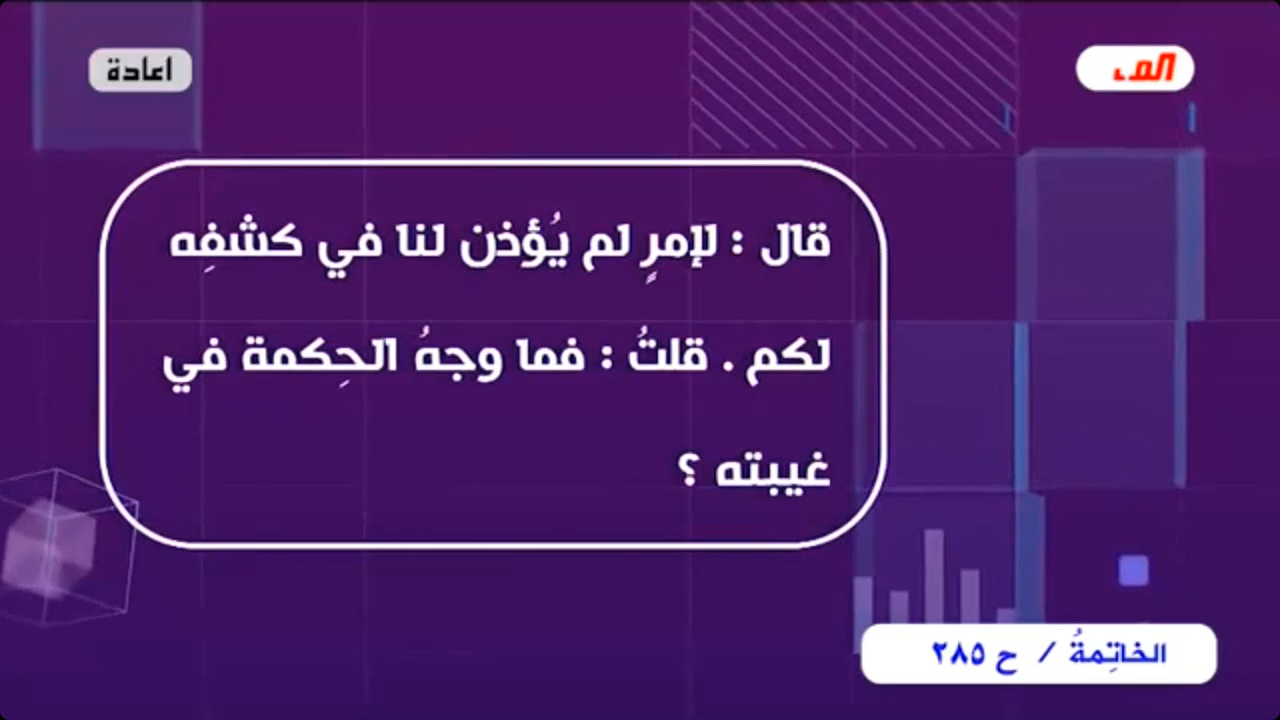 الف
اعادة
قال : لإمرٍ لم يُؤذن لنا في كشفِه
لكم . قلتُ : فما وجهُ الحِكمة في
غيبته ؟
الخاتِمةُ / ح ٢٨٥